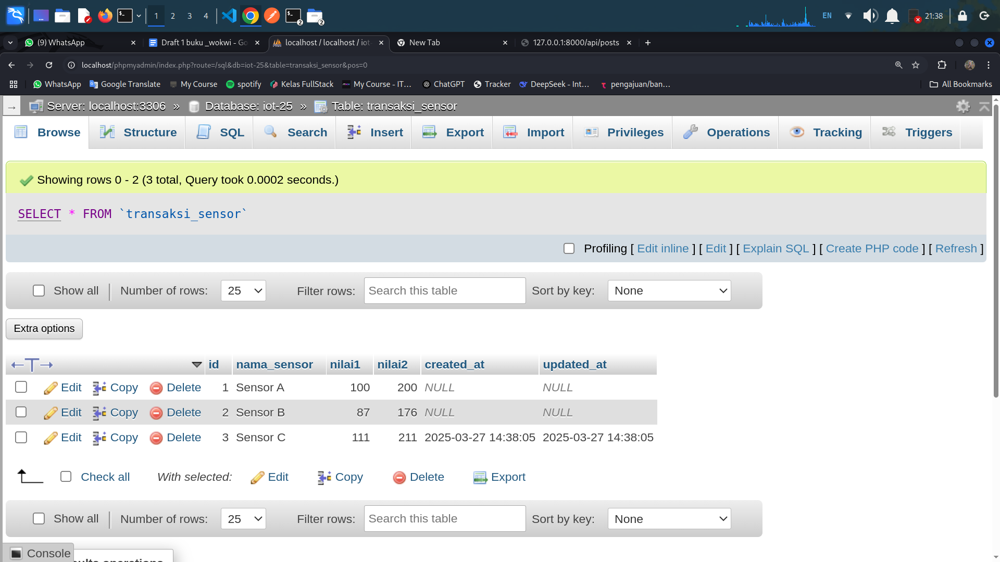 1 2 3 4 2 2 EN 21:38
(9) WhatsApp Draft 1 buku _wokwi - Go localhost / localhost / iot- New Tab 127.0.0.1:8000/api/posts
localhost/phpmyadmin/index.php?route=/sql&db=iot-25&table=transaksi_sensor&pos=0
WhatsApp Google Translate My Course spotify Kelas FullStack My Course - IT... ChatGPT Tracker DeepSeek - Int... pengajuan/ban... All Bookmarks
Server: localhost:3306 » Database: iot-25 » Table: transaksi_sensor
Browse Structure SQL Search Insert Export Import Privileges Operations Tracking Triggers
Showing rows 0 - 2 (3 total, Query took 0.0002 seconds.)
SELECT * FROM `transaksi_sensor`
Profiling [ Edit inline ] [ Edit ] [ Explain SQL ] [ Create PHP code ] [ Refresh ]
Show all Number of rows: 25 Filter rows: Search this table Sort by key: None
Extra options
id nama_sensor nilai1 nilai2 created_at updated_at
Edit Copy Delete 1 Sensor A 100 200 NULL NULL
Edit Copy Delete 2 Sensor B 87 176 NULL NULL
Edit Copy Delete 3 Sensor C 111 211 2025-03-27 14:38:05 2025-03-27 14:38:05
Check all With selected: Edit Copy Delete Export
Show all Number of rows: 25 Filter rows: Search this table Sort by key: None
Console